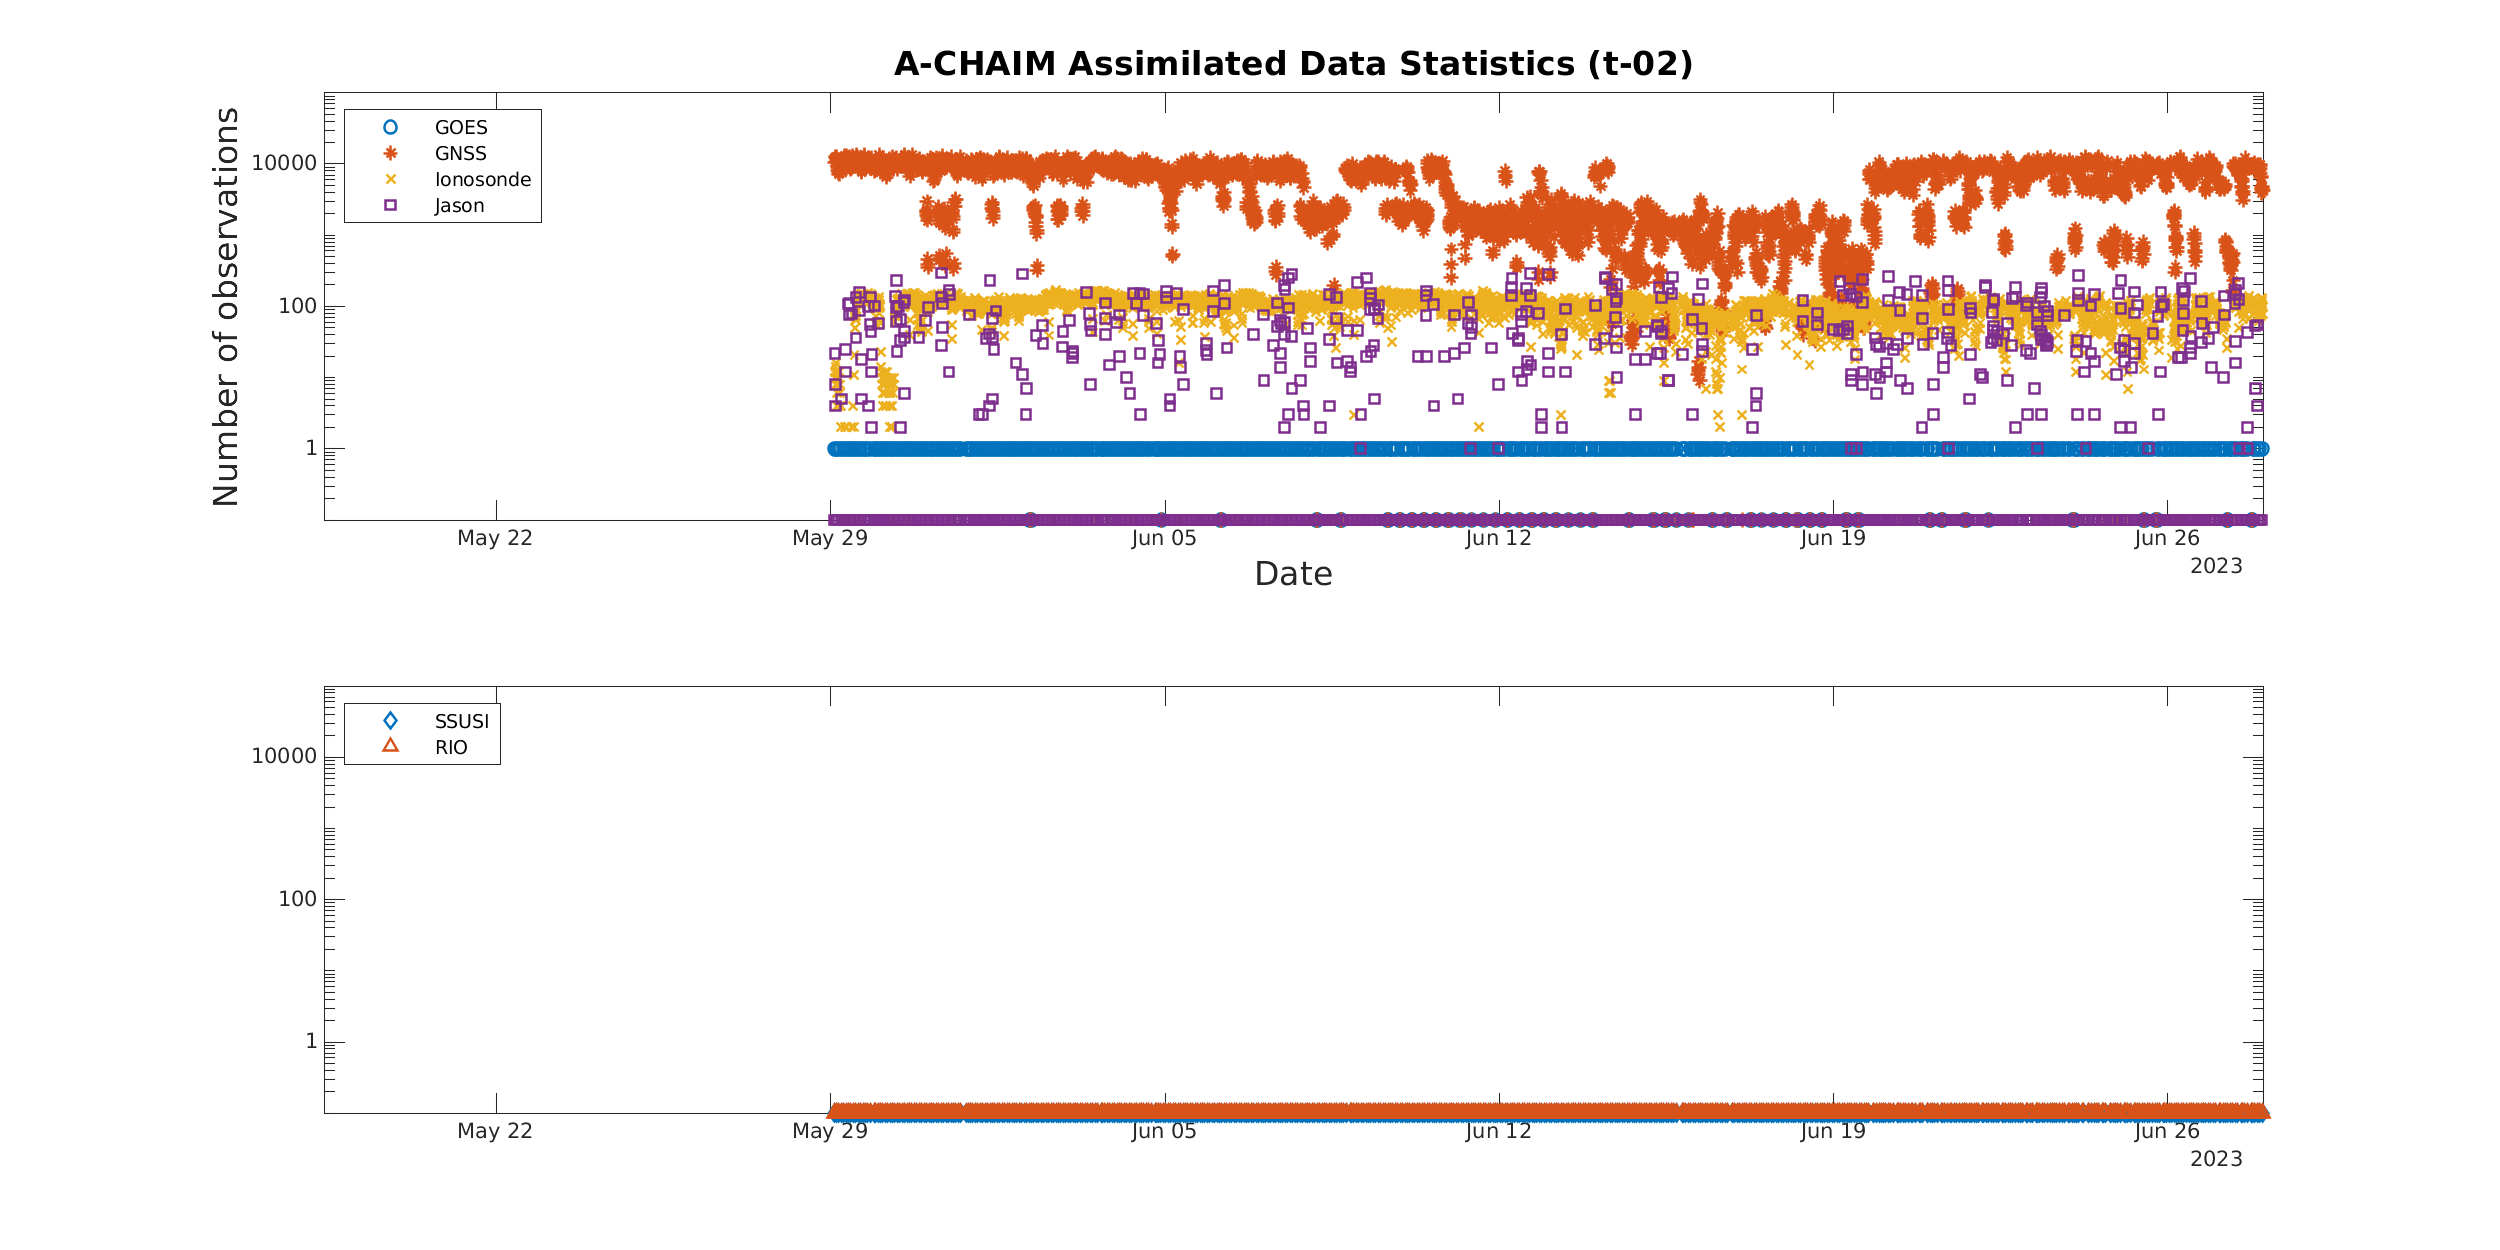 A-CHAIM Assimilated Data Statistics (t-02)
Number of observations
10000
100
1
GOES
GNSS
Ionosonde
Jason
May 22
May 29
Jun 05
Jun 12
Jun 19
Jun 26
2023
Date
10000
100
1
SSUSI
RIO
May 22
May 29
Jun 05
Jun 12
Jun 19
Jun 26
2023